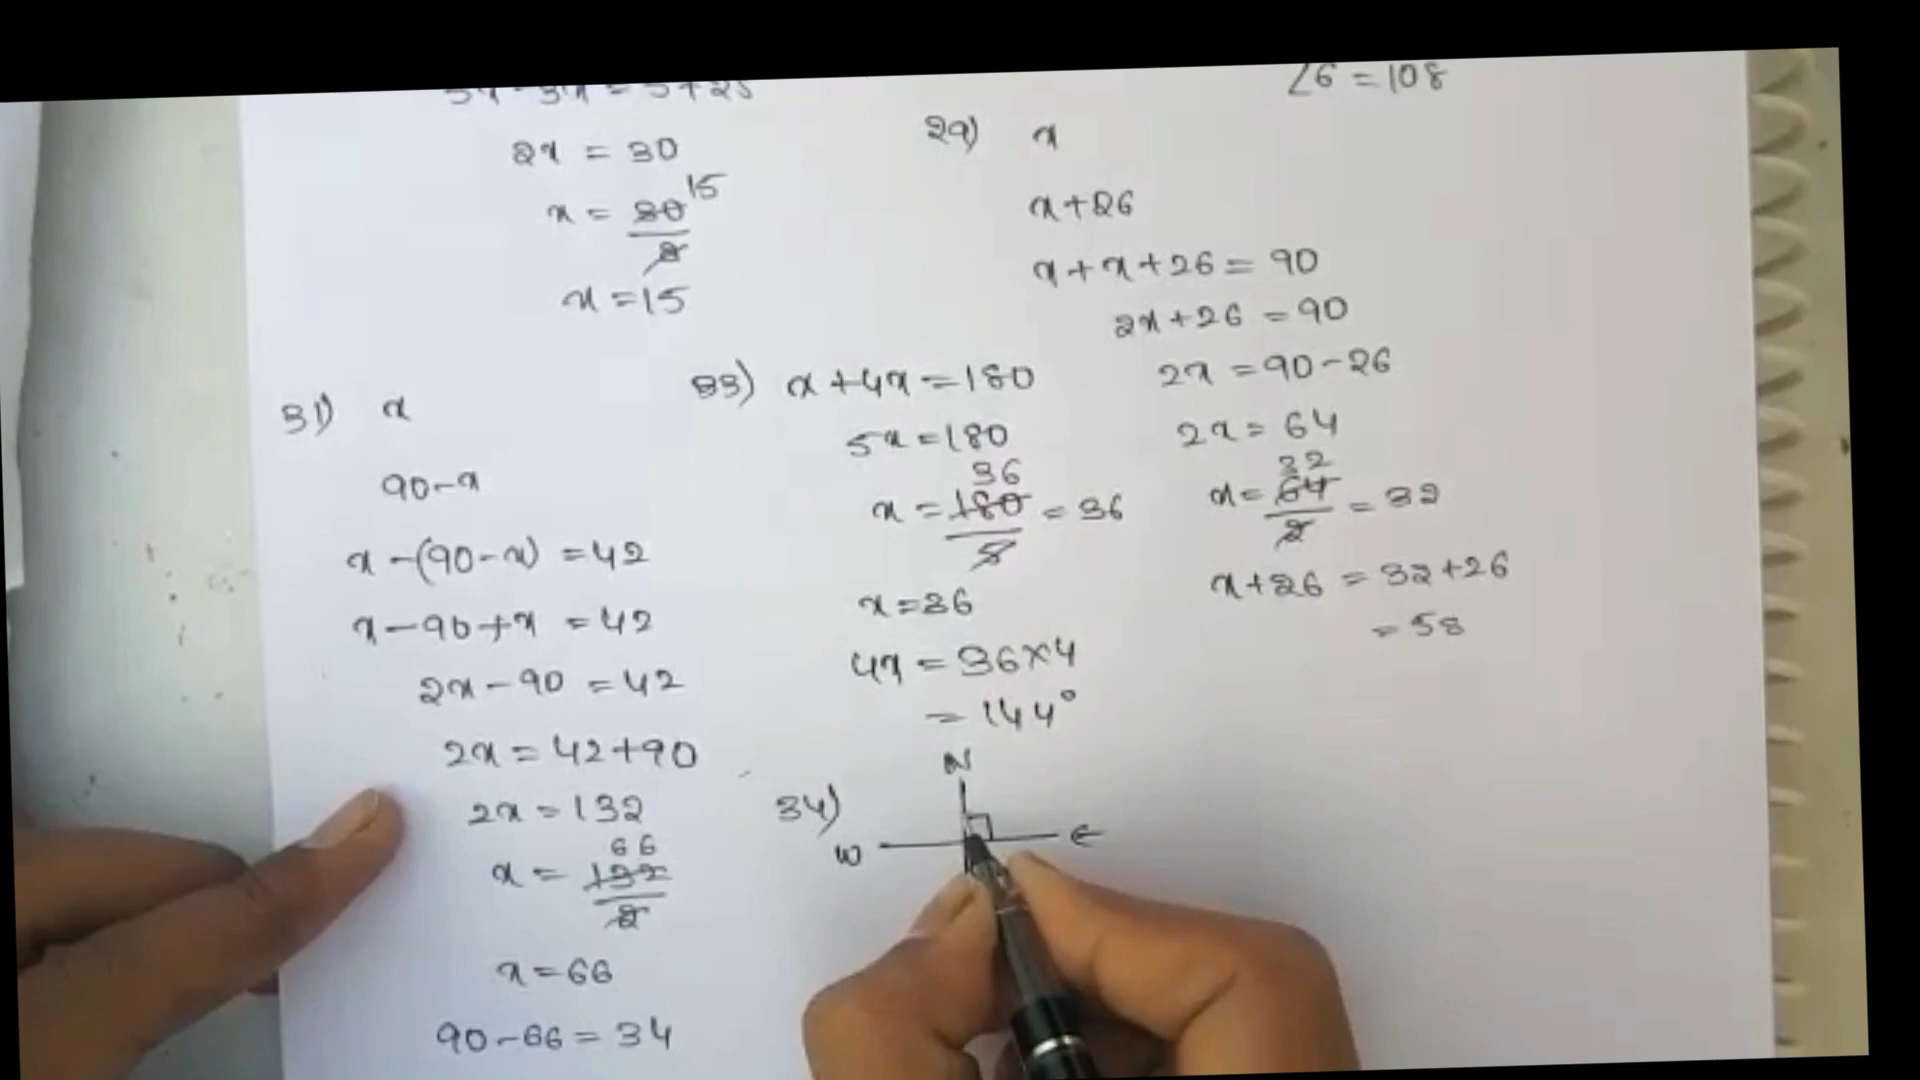 2x = 30
x = 30/2 15
x = 15
31) x
90-x
x-(90-x) = 42
x-90+x = 42
2x-90 = 42
2x = 42+90
2x = 132
x = 132/2 66
x = 66
90-66 = 34
∠6 = 108
29) x
x+26
x+x+26 = 90
2x+26 = 90
2x = 90-26
2x = 64
x = 64/2 32 = 32
x+26 = 32+26
= 58
33) x+4x = 180
5x = 180
x = 180/5 36 = 36
x = 36
4x = 36×4
= 144°
34) N
W E